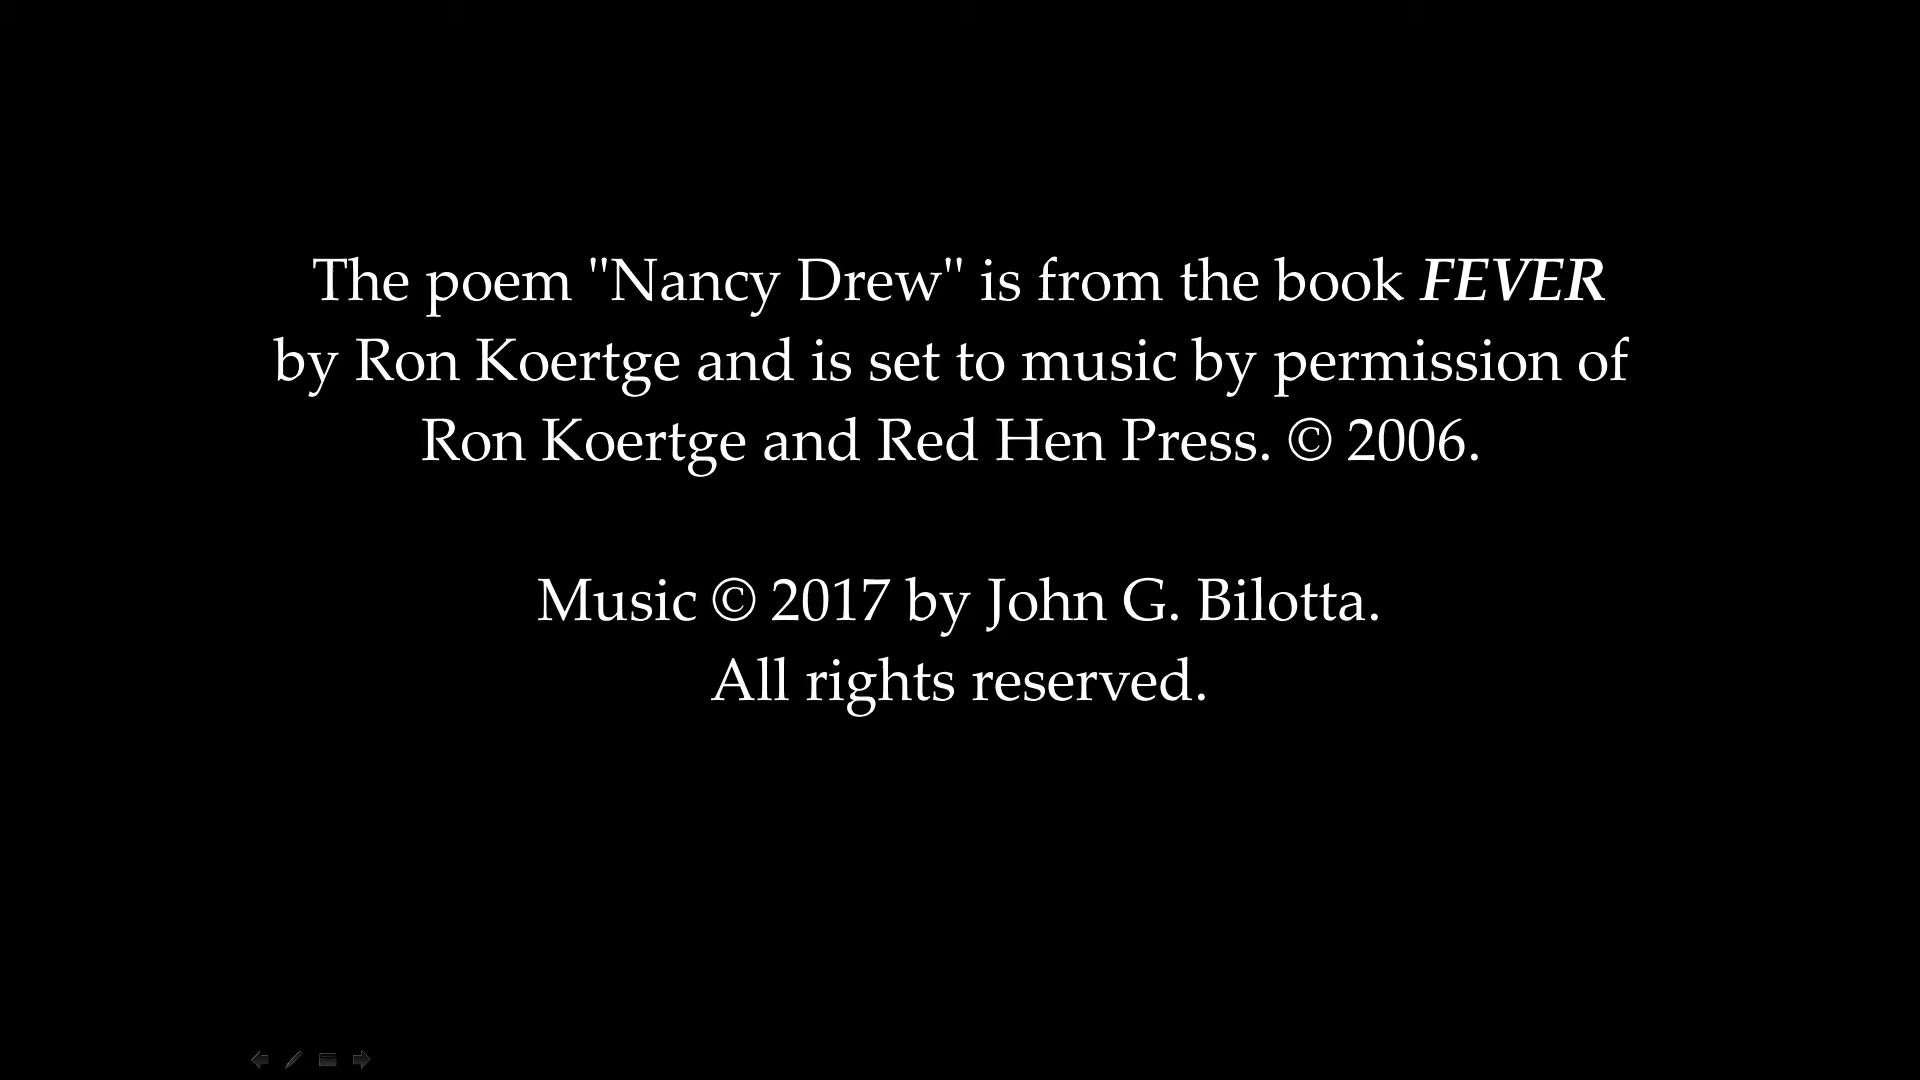 The poem "Nancy Drew" is from the book FEVER
by Ron Koertge and is set to music by permission of
Ron Koertge and Red Hen Press. © 2006.
Music © 2017 by John G. Bilotta.
All rights reserved.